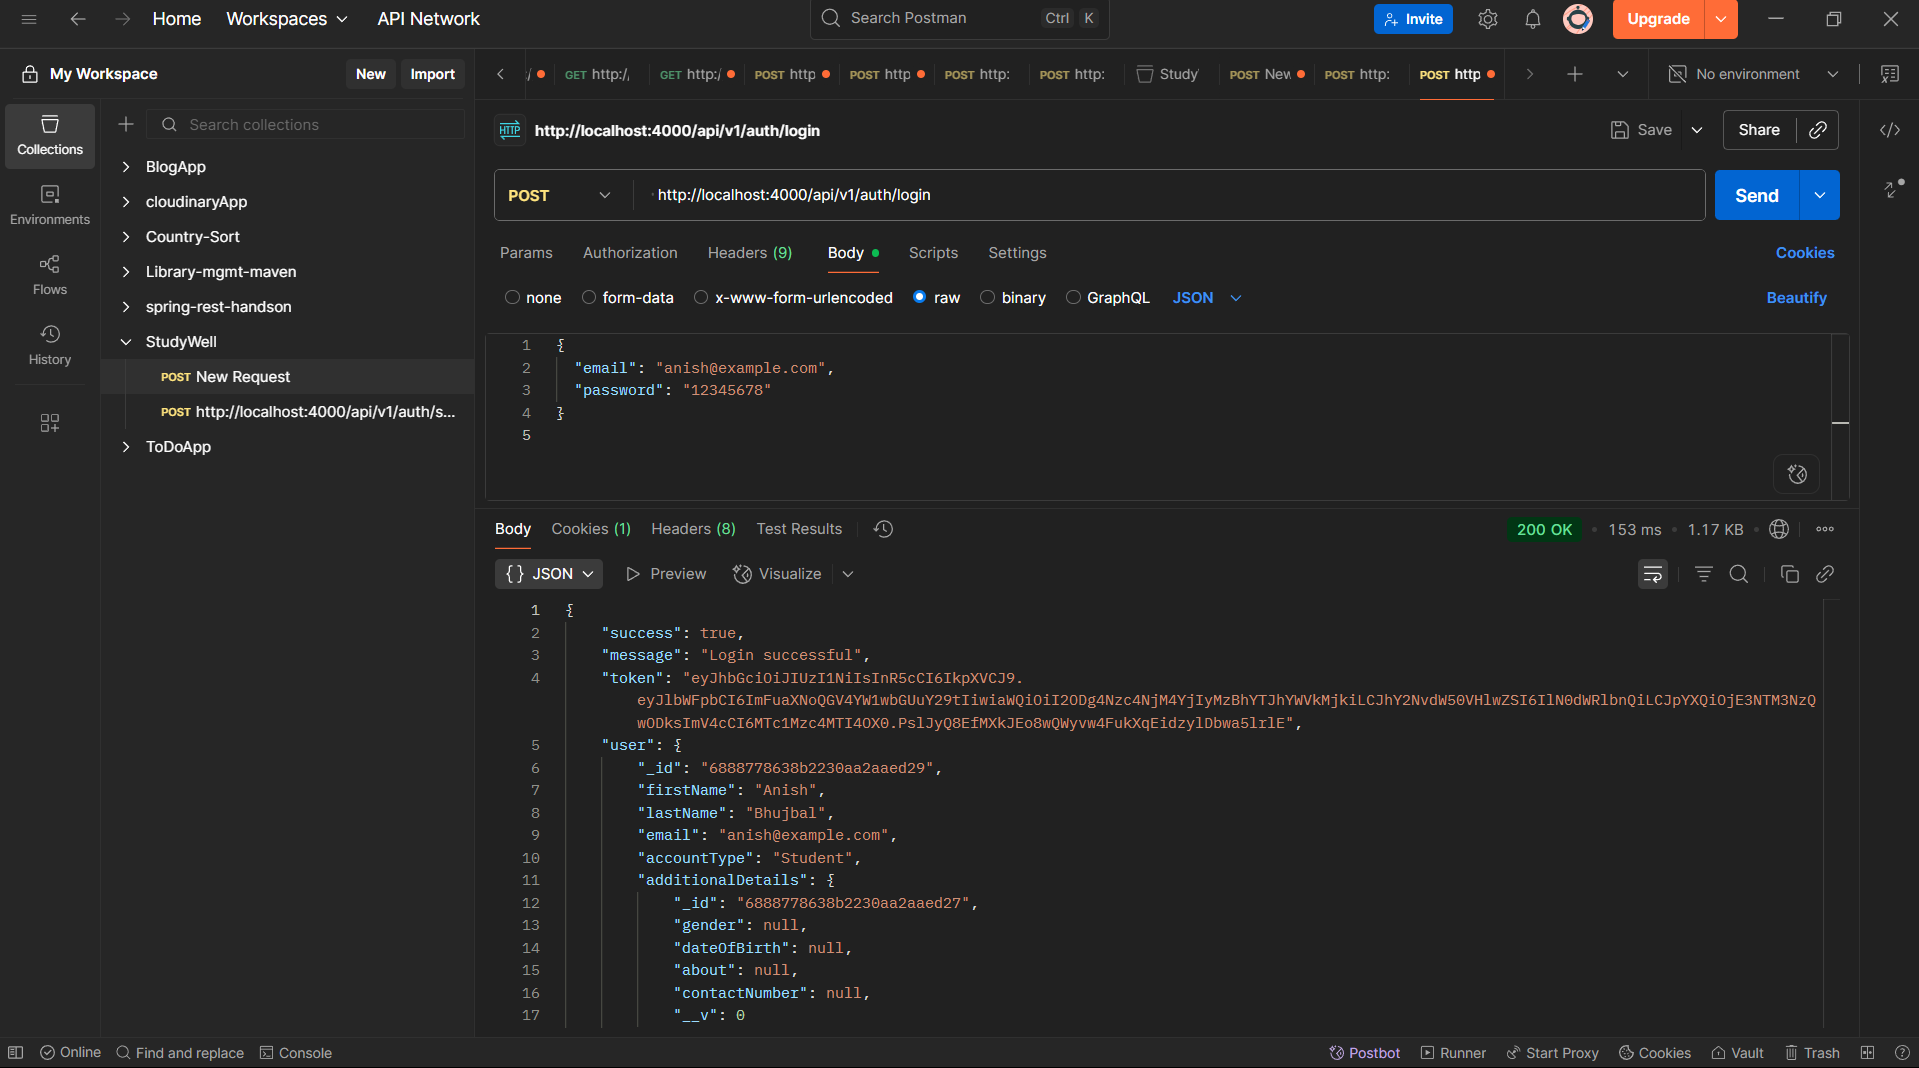 Home Workspaces API Network Search Postman Ctrl K Invite Upgrade
My Workspace New Import
/ GET http:/, GET http:/ POST http POST http POST http: POST http: Study POST Nev POST http: POST http No environment
Collections
Environments
Flows
History
Search collections
BlogApp
cloudinaryApp
Country-Sort
Library-mgmt-maven
spring-rest-handson
StudyWell
POST New Request
POST http://localhost:4000/api/v1/auth/s...
ToDoApp
HTTP http://localhost:4000/api/v1/auth/login Save Share
POST http://localhost:4000/api/v1/auth/login Send
Params Authorization Headers (9) Body Scripts Settings Cookies
none form-data x-www-form-urlencoded raw binary GraphQL JSON Beautify
1 {
2 "email": "anish@example.com",
3 "password": "12345678"
4 }
5
Body Cookies (1) Headers (8) Test Results 200 OK • 153 ms • 1.17 KB •
{} JSON Preview Visualize
1 {
2 "success": true,
3 "message": "Login successful",
4 "token": "eyJhbGciOiJIUzI1NiIsInR5cCI6IkpXVCJ9.
eyJlbWFpbCI6ImFuaXNoQGV4YW1wbGUuY29tIiwiaWQiOiI2ODg4Nzc4NjM4YjIyMzBhYTJhYWVkMjkiLCJhY2NvdW50VHlwZSI6IlN0dWRlbnQiLCJpYXQiOjE3NTM3NzQ
wODksImV4cCI6MTc1Mzc4MTI4OX0.PslJyQ8EfMXkJEo8wQWyvw4FukXqEidzylDbwa5lrlE",
5 "user": {
6 "_id": "6888778638b2230aa2aaed29",
7 "firstName": "Anish",
8 "lastName": "Bhujbal",
9 "email": "anish@example.com",
10 "accountType": "Student",
11 "additionalDetails": {
12 "_id": "6888778638b2230aa2aaed27",
13 "gender": null,
14 "dateOfBirth": null,
15 "about": null,
16 "contactNumber": null,
17 "__v": 0
Online Find and replace Console Postbot Runner Start Proxy Cookies Vault Trash